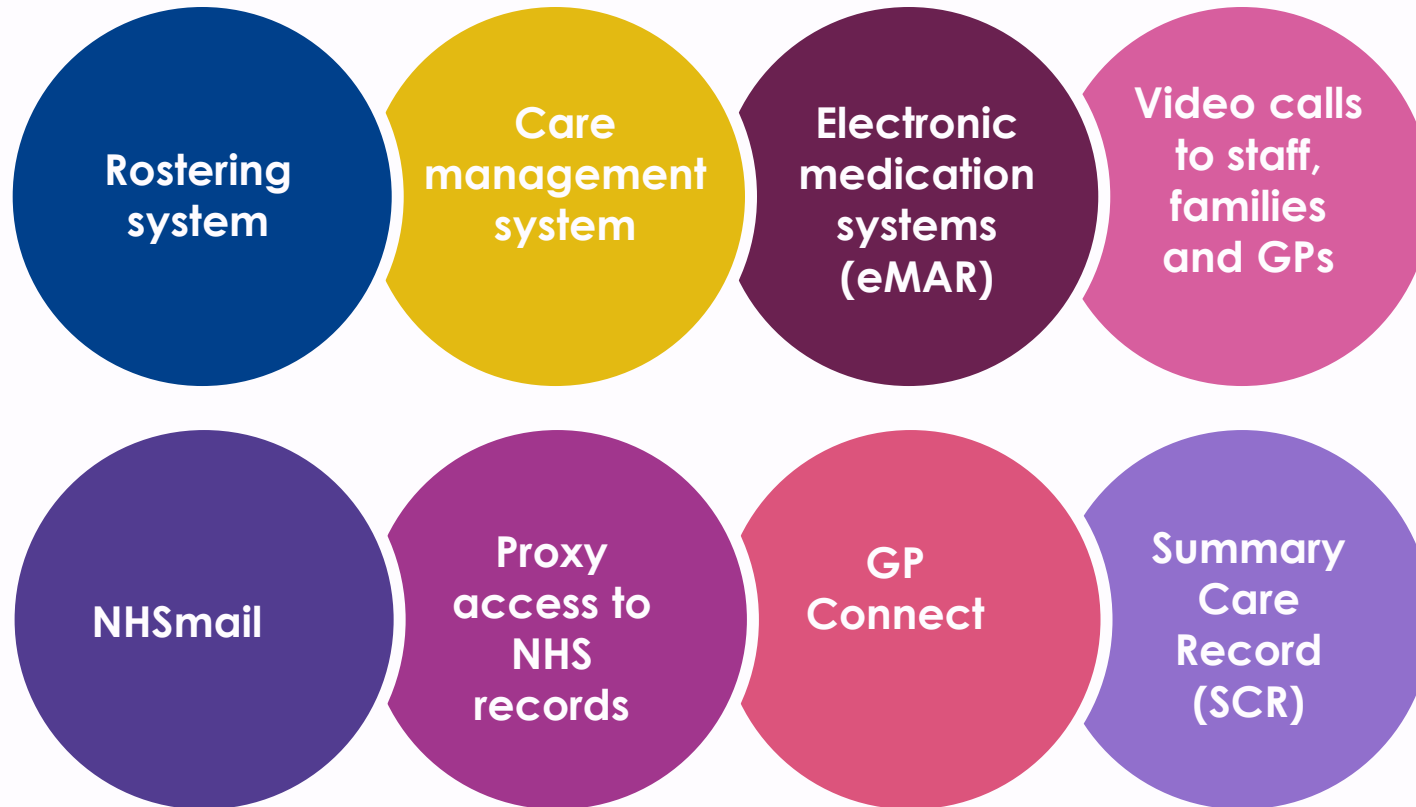 Rostering
system
Care
management
system
Electronic
medication
systems
(eMAR)
Video calls
to staff,
families
and GPs
NHSmail
Proxy
access to
NHS
records
GP
Connect
Summary
Care
Record
(SCR)